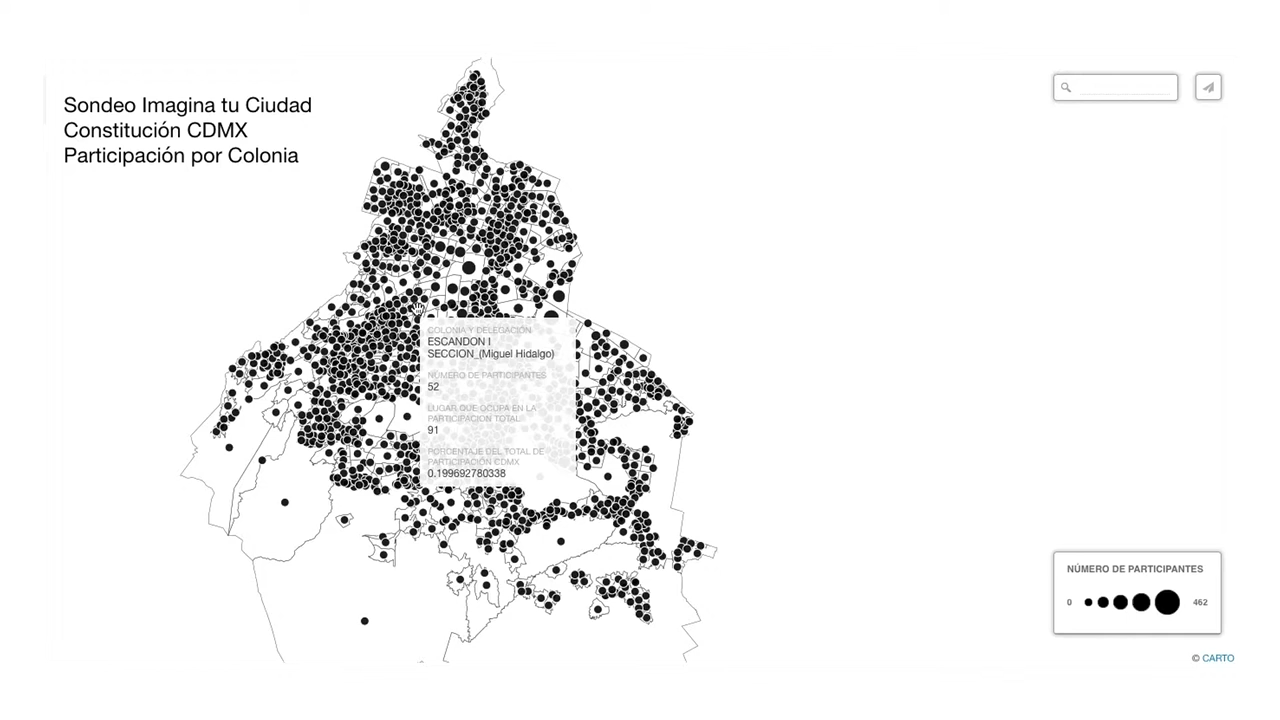 Sondeo Imagina tu Ciudad
Constitución CDMX
Participación por Colonia
COLONIA Y DELEGACIÓN
ESCANDON I
SECCION_(Miguel Hidalgo)
NÚMERO DE PARTICIPANTES
52
LUGAR QUE OCUPA EN LA
PARTICIPACION TOTAL
91
PORCENTAJE DEL TOTAL DE
PARTICIPACIÓN CDMX
0.199692780338
NÚMERO DE PARTICIPANTES
0 462
© CARTO